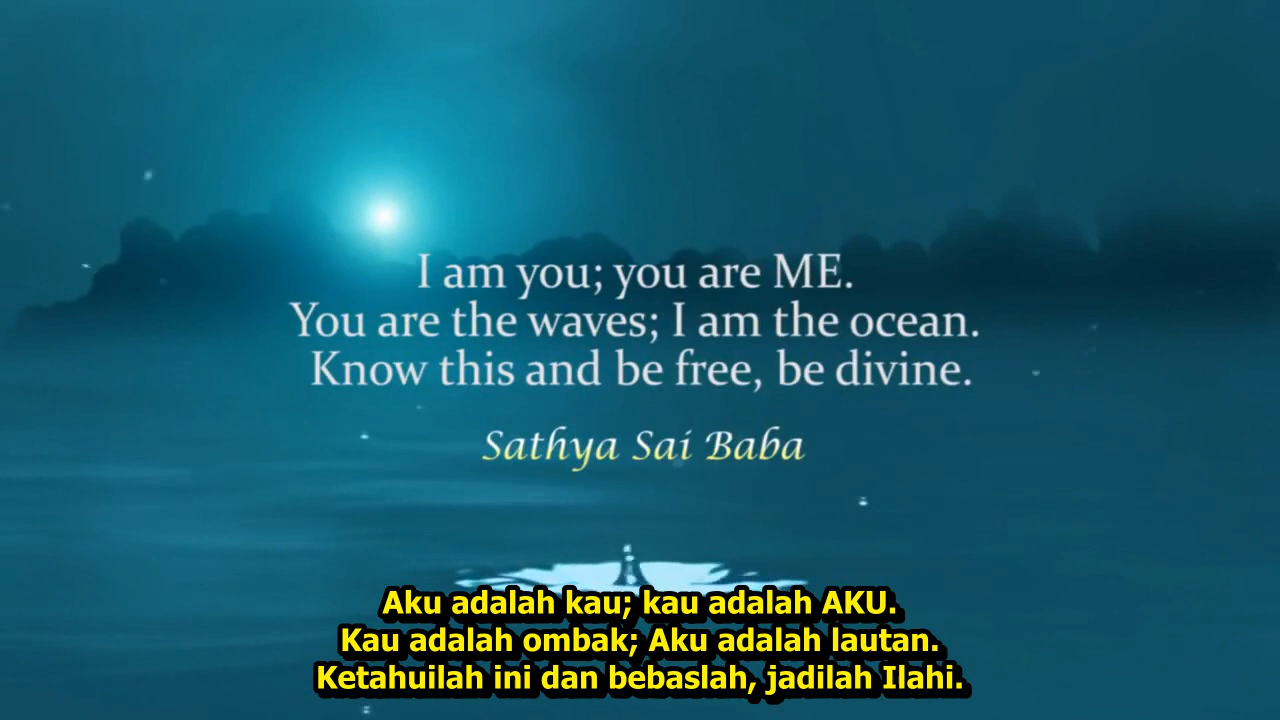 I am you; you are ME.
You are the waves; I am the ocean.
Know this and be free, be divine.
Sathya Sai Baba
Aku adalah kau; kau adalah AKU.
Kau adalah ombak; Aku adalah lautan.
Ketahuilah ini dan bebaslah, jadilah Ilahi.